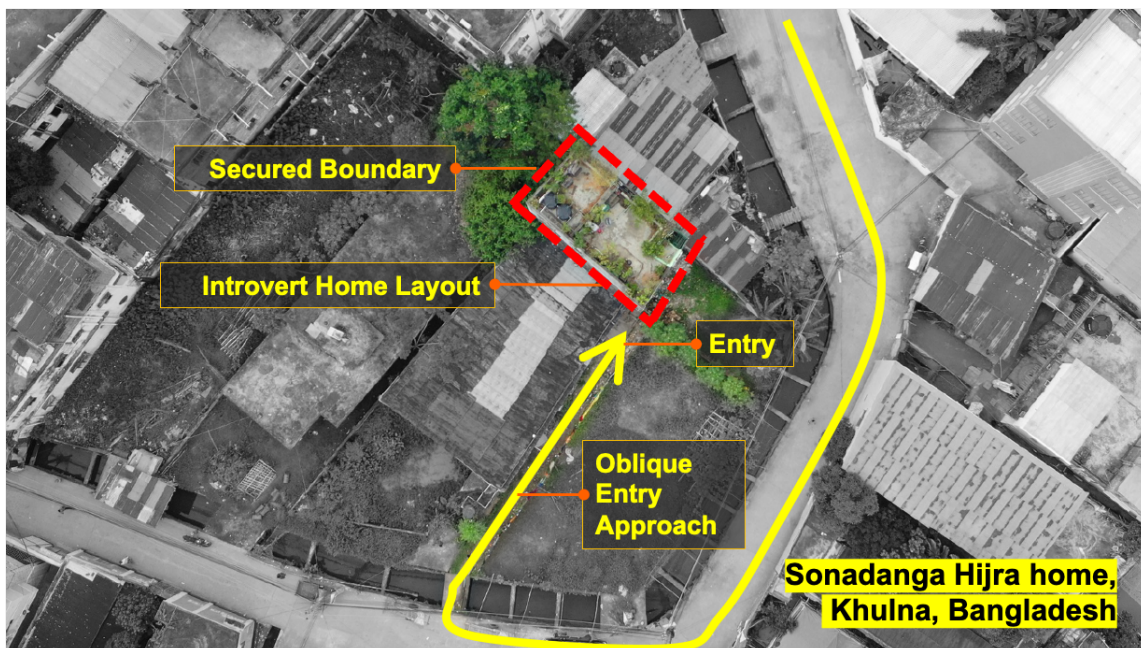 Secured Boundary
Introvert Home Layout
Entry
Oblique
Entry
Approach
Sonadanga Hijra home,
Khulna, Bangladesh